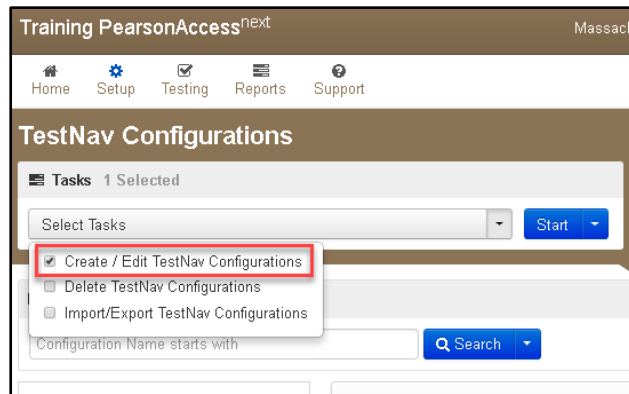 Training PearsonAccessnext
Massach
Home Setup Testing Reports Support
TestNav Configurations
Tasks 1 Selected
Select Tasks Start
Create / Edit TestNav Configurations
Delete TestNav Configurations
Import/Export TestNav Configurations
Configuration Name starts with Search